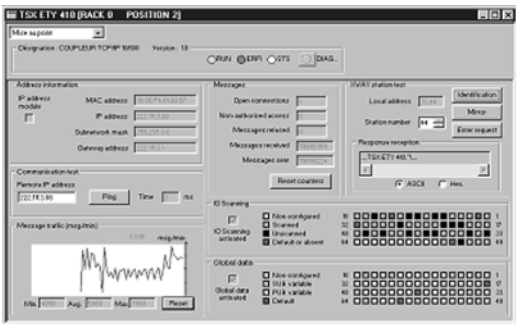 TSX ETY 410 [RACK 0 POSITION 2]
Mise au point
Désignation : COUPLEUR TCP/IP 10/100 Version : 1.0
RUN ERR STS DIAG...
Address information
IP address module
MAC address
IP address
Subnetwork mask
Gateway address
Messages
Open connections
Non-authorized access
Messages refused
Messages received
Messages sent
Reset counters
XWAY station test
Local address
Station number
Identification
Mirror
Enter request
Response reception
...TSX ETY 410,"\...
ASCII Hex.
Communication test
Remote IP address
Ping Time ms
Message traffic (msg/min)
msg/min
Min. Avg. Max. Reset
IO Scanning
IO Scanning activated
Non-configured 16 1
Scanned 32 17
Unscanned 48 33
Default or absent 64 49
Global data
Global data activated
Non configured 16 1
SUB variable 32 17
PUB variable 48 33
Default 64 49